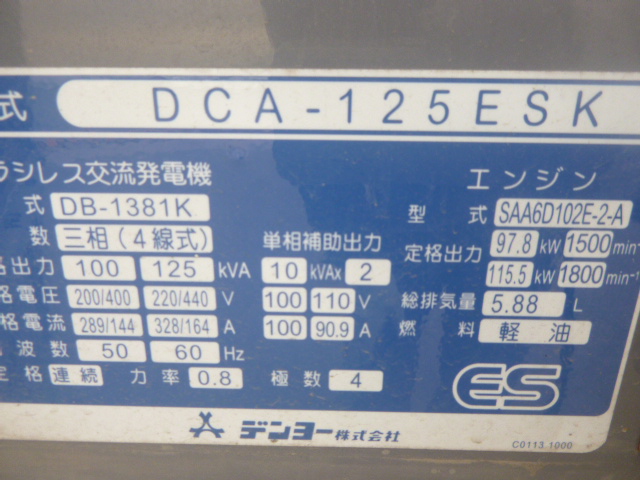 式 DCA-125ESK
ラシレス交流発電機
式 DB-1381K
数 三相(4線式)
格出力 100 125 kVA
格電圧 200/400 220/440 V
格電流 289/144 328/164 A
波数 50 60 Hz
定格 連続 力率 0.8 極数 4
単相補助出力
10 kVAx 2
100 110 V
100 90.9 A
エンジン
型式 SAA6D102E-2-A
定格出力 97.8 kW 1500 min-
115.5 kW 1800 min-
総排気量 5.88 L
燃料 軽油
ES
デンヨー株式会社
C0113 1000